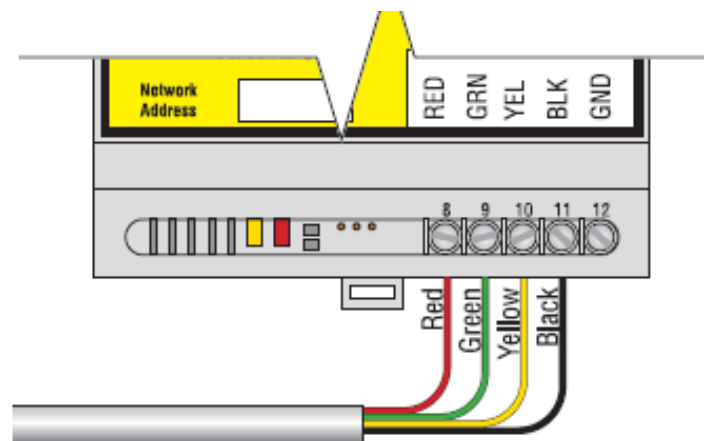 Network
Address
RED
GRN
YEL
BLK
GND
8 9 10 11 12
Red
Green
Yellow
Black